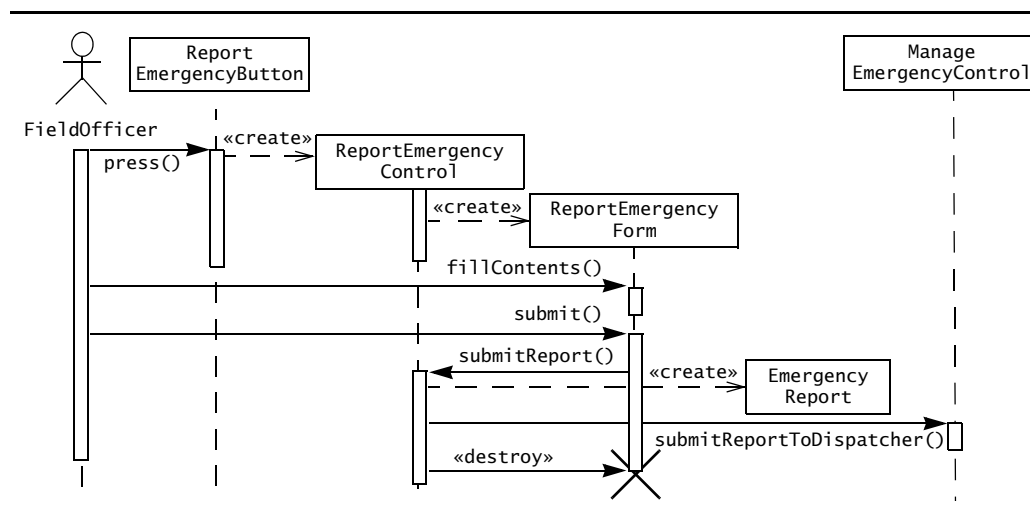 Report
EmergencyButton
Manage
EmergencyControl
FieldOfficer
«create»
press()
ReportEmergency
Control
«create»
ReportEmergency
Form
fillContents()
submit()
submitReport()
«create»
Emergency
Report
submitReportToDispatcher()
«destroy»